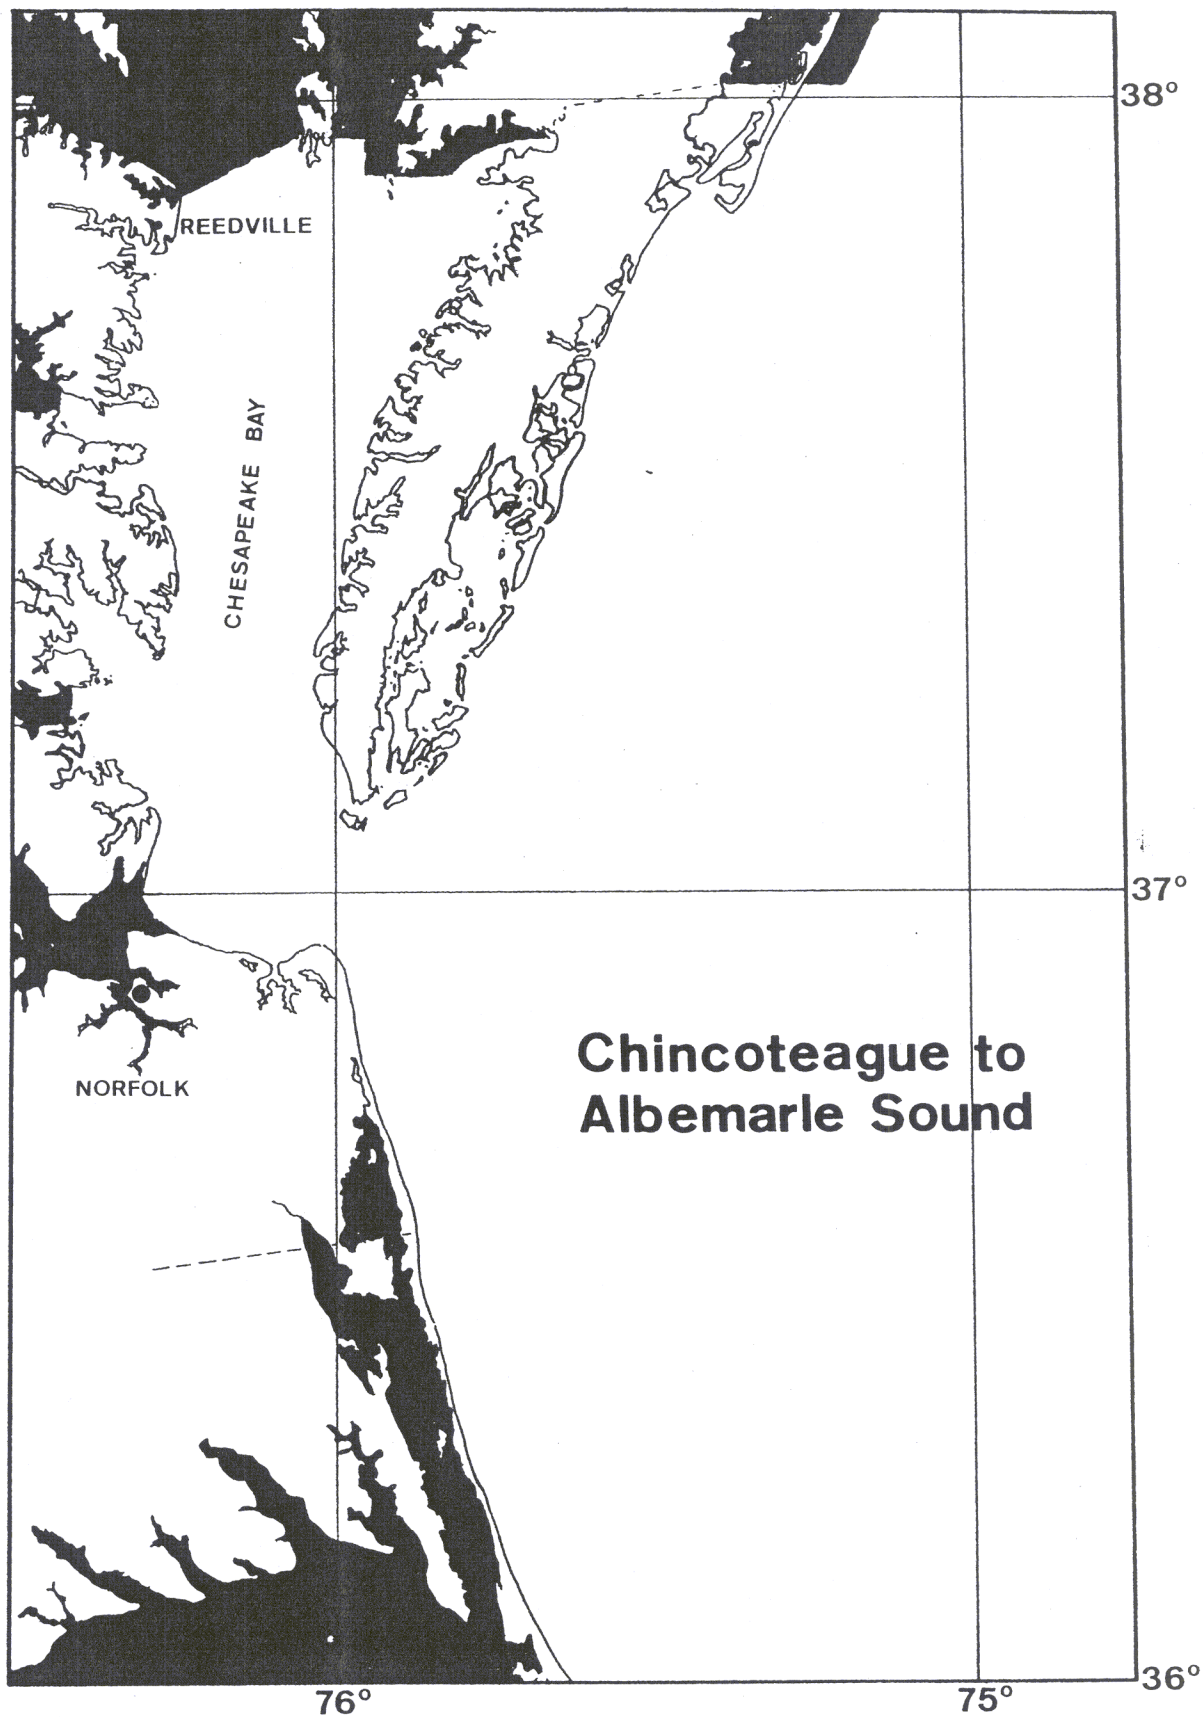 38°
REEDVILLE
CHESAPEAKE BAY
37°
NORFOLK
Chincoteague to
Albemarle Sound
36°
76°
75°